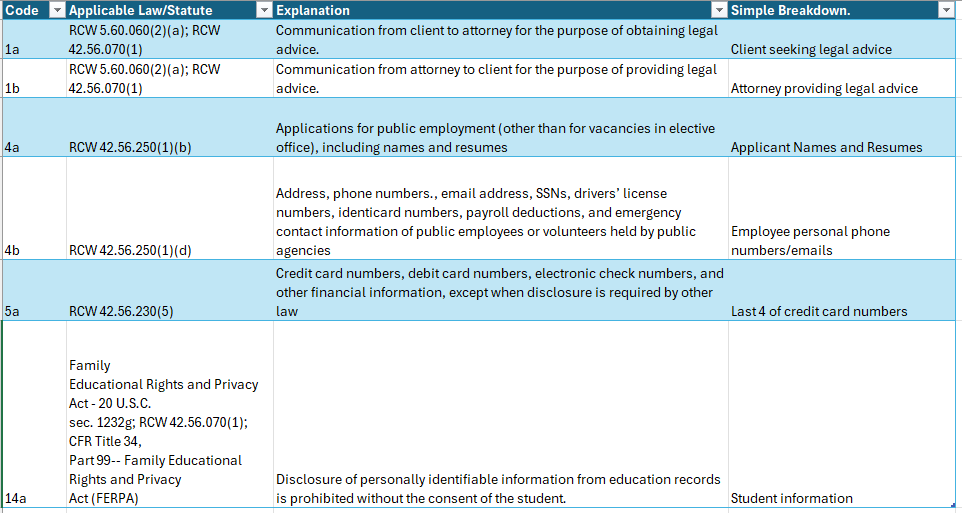 Code Applicable Law/Statute Explanation Simple Breakdown.
1a
RCW 5.60.060(2)(a); RCW
42.56.070(1)
Communication from client to attorney for the purpose of obtaining legal
advice.
Client seeking legal advice
1b
RCW 5.60.060(2)(a); RCW
42.56.070(1)
Communication from attorney to client for the purpose of providing legal
advice.
Attorney providing legal advice
4a
RCW 42.56.250(1)(b)
Applications for public employment (other than for vacancies in elective
office), including names and resumes
Applicant Names and Resumes
4b
RCW 42.56.250(1)(d)
Address, phone numbers., email address, SSNs, drivers’ license
numbers, identicard numbers, payroll deductions, and emergency
contact information of public employees or volunteers held by public
agencies
Employee personal phone
numbers/emails
5a
RCW 42.56.230(5)
Credit card numbers, debit card numbers, electronic check numbers, and
other financial information, except when disclosure is required by other
law
Last 4 of credit card numbers
14a
Family
Educational Rights and Privacy
Act - 20 U.S.C.
sec. 1232g; RCW 42.56.070(1);
CFR Title 34,
Part 99-- Family Educational
Rights and Privacy
Act (FERPA)
Disclosure of personally identifiable information from education records
is prohibited without the consent of the student.
Student information